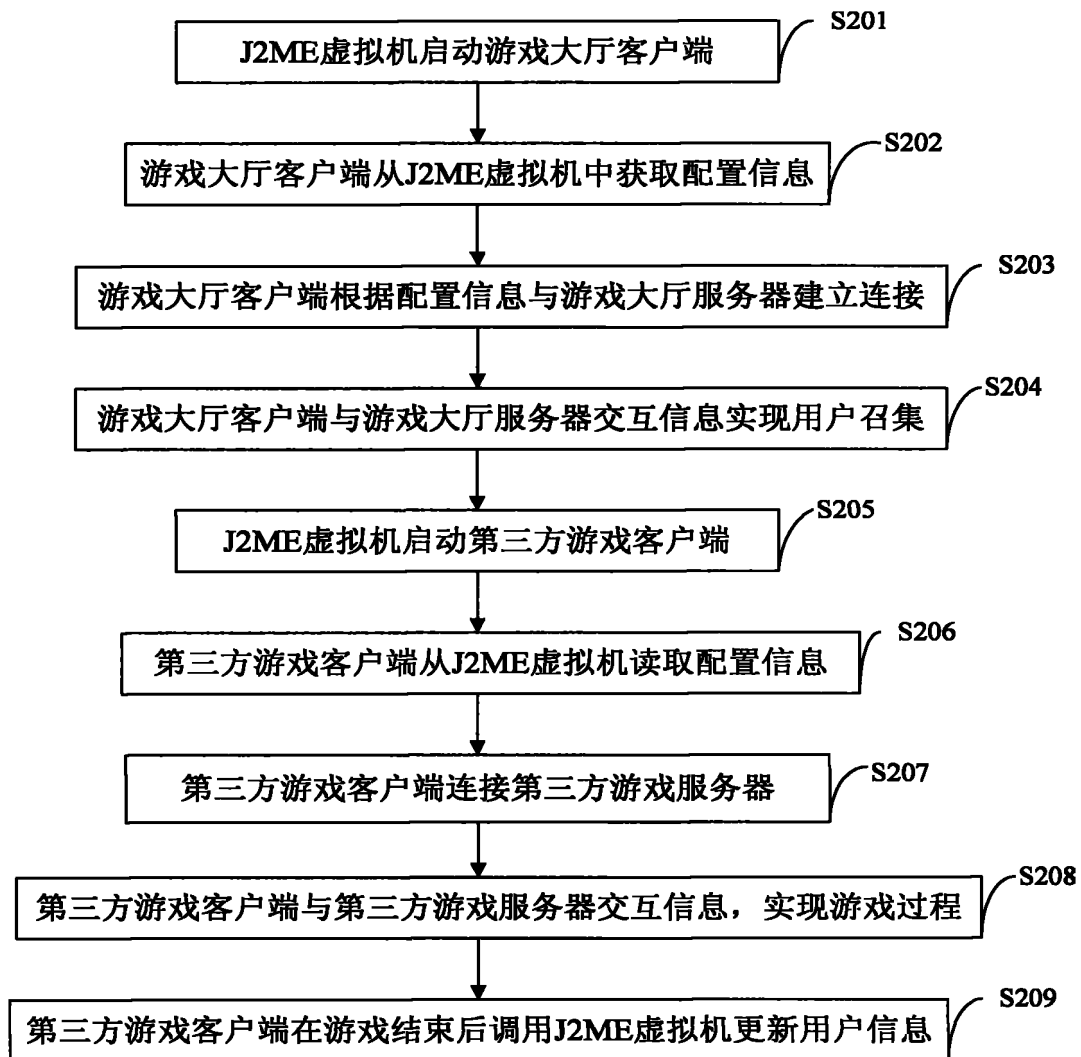 S201
J2ME虚拟机启动游戏大厅客户端
S202
游戏大厅客户端从J2ME虚拟机中获取配置信息
S203
游戏大厅客户端根据配置信息与游戏大厅服务器建立连接
S204
游戏大厅客户端与游戏大厅服务器交互信息实现用户召集
S205
J2ME虚拟机启动第三方游戏客户端
S206
第三方游戏客户端从J2ME虚拟机读取配置信息
S207
第三方游戏客户端连接第三方游戏服务器
S208
第三方游戏客户端与第三方游戏服务器交互信息，实现游戏过程
S209
第三方游戏客户端在游戏结束后调用J2ME虚拟机更新用户信息